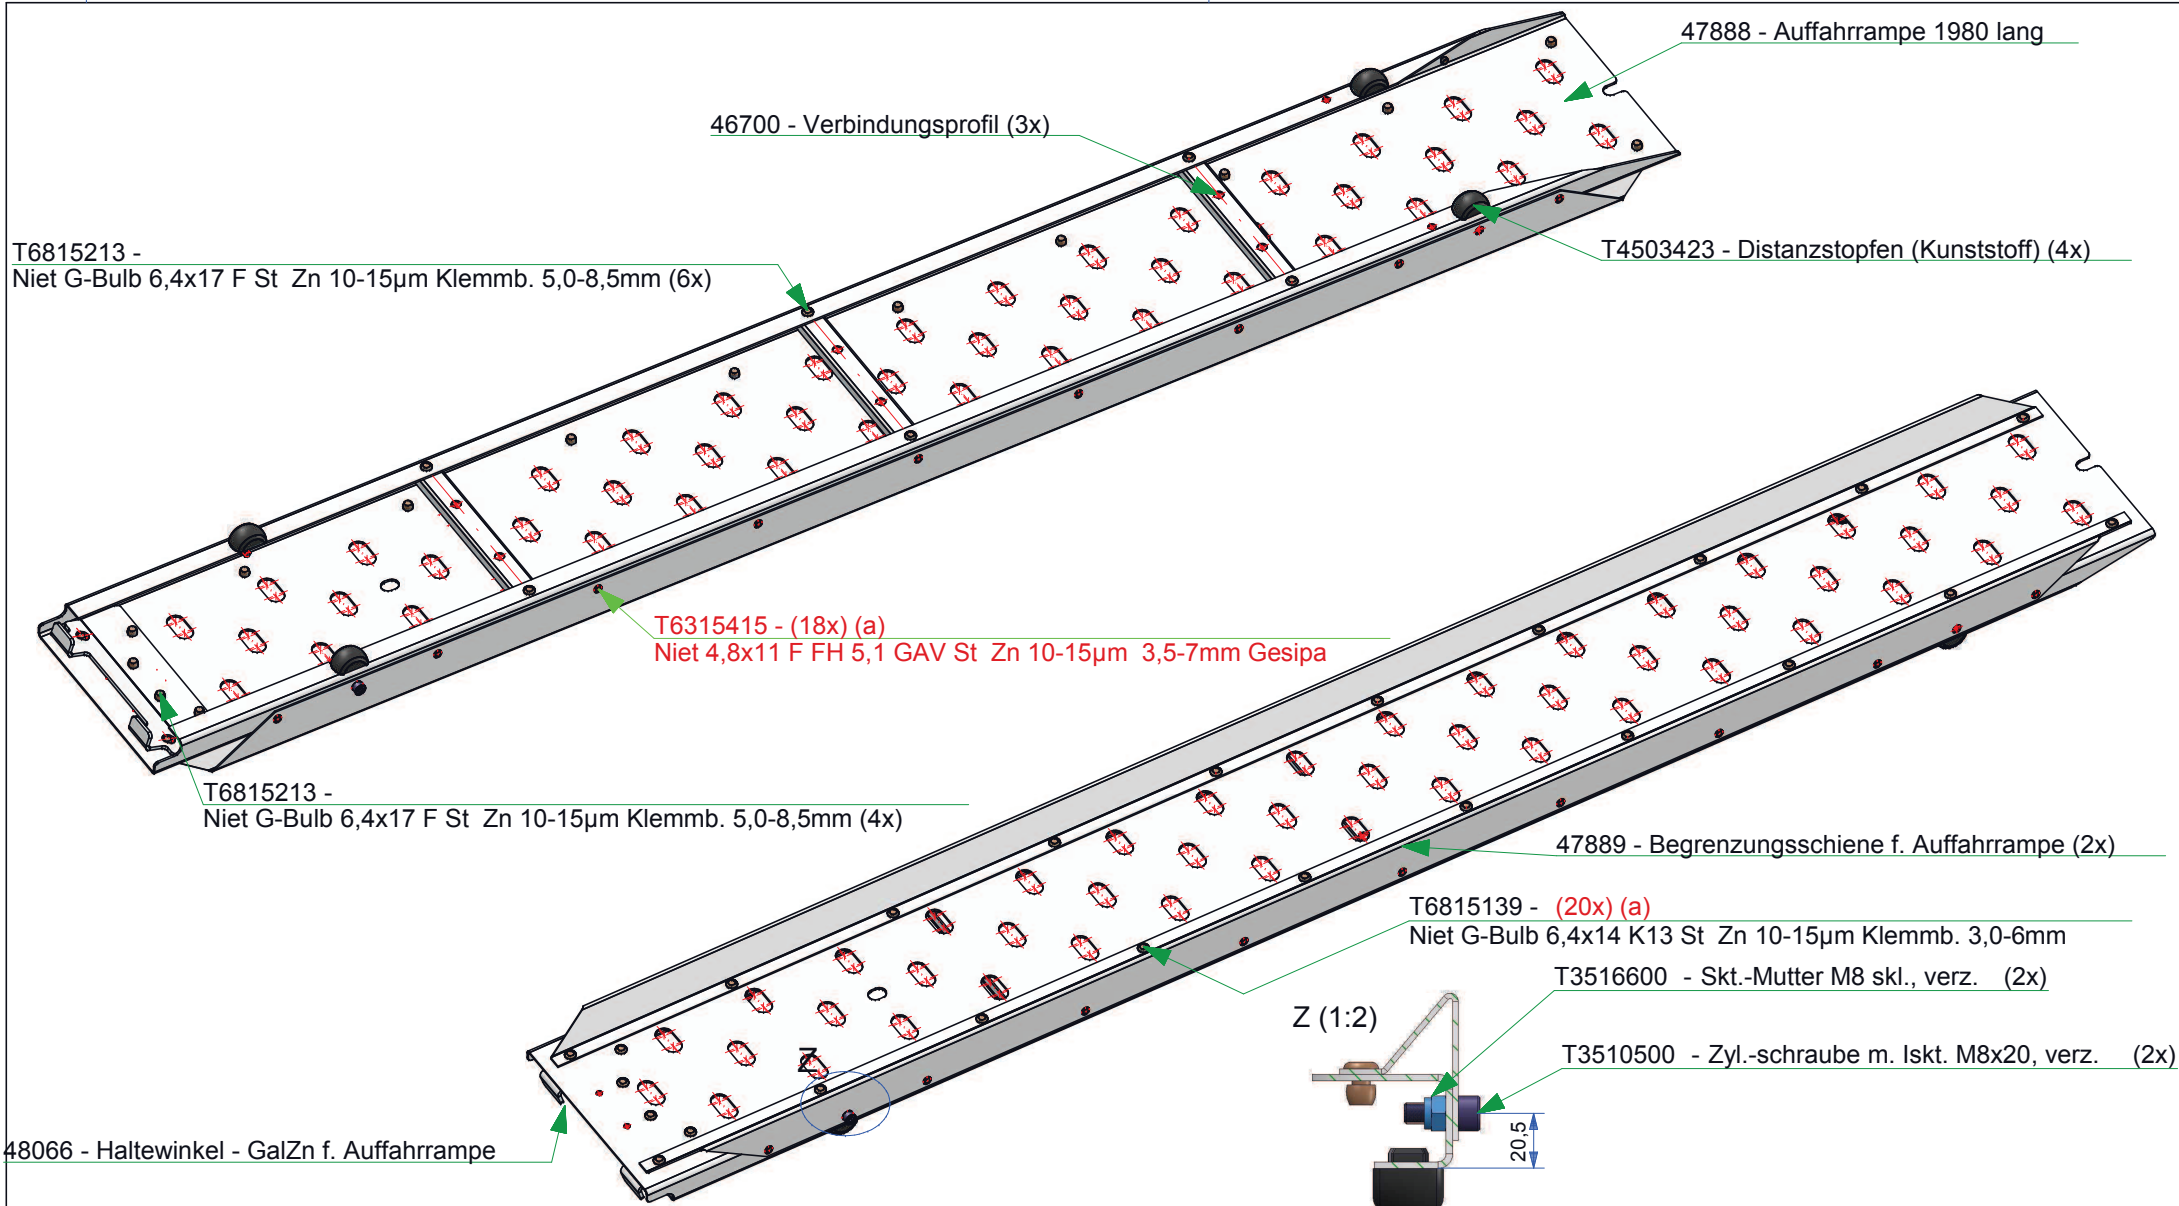 47888 - Auffahrrampe 1980 lang
46700 - Verbindungsprofil (3x)
T6815213 -
Niet G-Bulb 6,4x17 F St  Zn 10-15µm Klemmb. 5,0-8,5mm (6x)
T4503423 - Distanzstopfen (Kunststoff) (4x)
T6315415 - (18x) (a)
Niet 4,8x11 F FH 5,1 GAV St  Zn 10-15µm  3,5-7mm Gesipa
T6815213 -
Niet G-Bulb 6,4x17 F St  Zn 10-15µm Klemmb. 5,0-8,5mm (4x)
47889 - Begrenzungsschiene f. Auffahrrampe (2x)
T6815139 -  (20x) (a)
Niet G-Bulb 6,4x14 K13 St  Zn 10-15µm Klemmb. 3,0-6mm
T3516600  - Skt.-Mutter M8 skl., verz.   (2x)
Z (1:2)
T3510500  - Zyl.-schraube m. Iskt. M8x20, verz.    (2x)
Z
20,5
48066 - Haltewinkel - GalZn f. Auffahrrampe